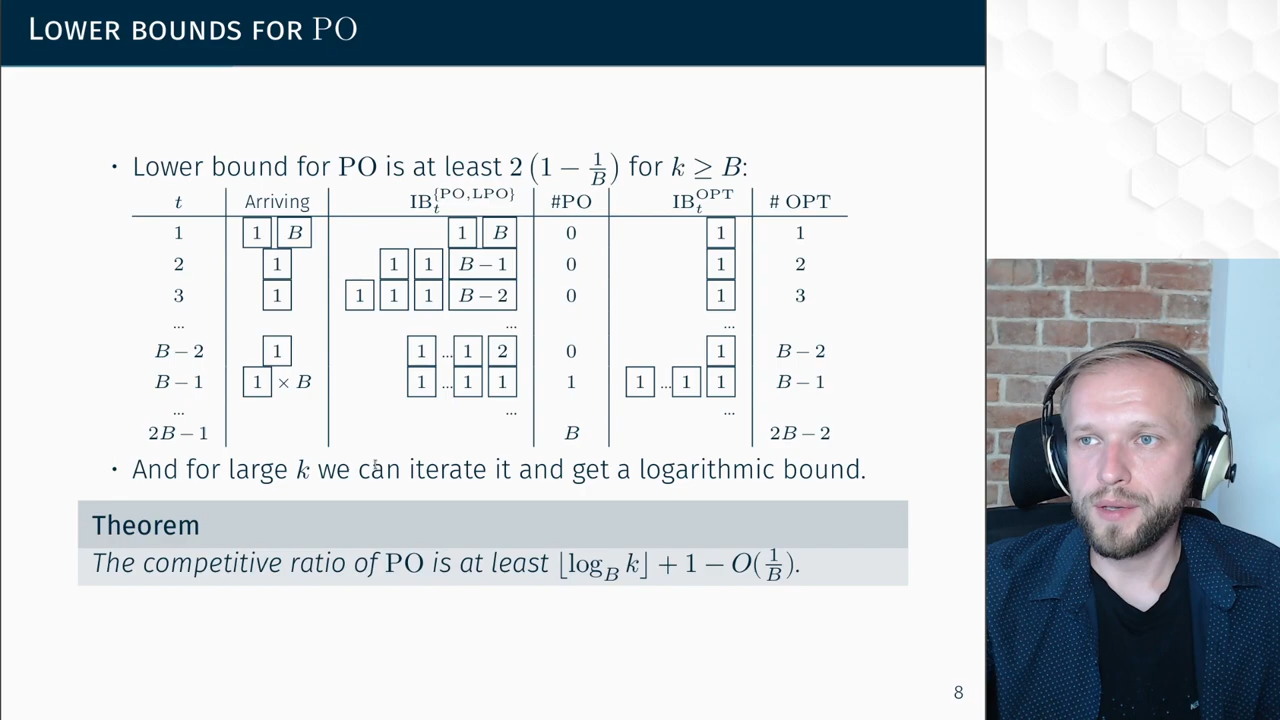 LOWER BOUNDS FOR PO
· Lower bound for PO is at least 2 (1 − 1/B) for k ≥ B:
t Arriving IB_t^{PO,LPO} #PO IB_t^OPT # OPT
1 1 B 1 B 0 1 1
2 1 1 1 B − 1 0 1 2
3 1 1 1 1 B − 2 0 1 3
... ... ...
B − 2 1 1 ... 1 2 0 1 B − 2
B − 1 1 × B 1 ... 1 1 1 1 ... 1 1 B − 1
... ... ...
2B − 1 B 2B − 2
· And for large k we can iterate it and get a logarithmic bound.
Theorem
The competitive ratio of PO is at least ⌊log_B k⌋ + 1 − O(1/B).
8